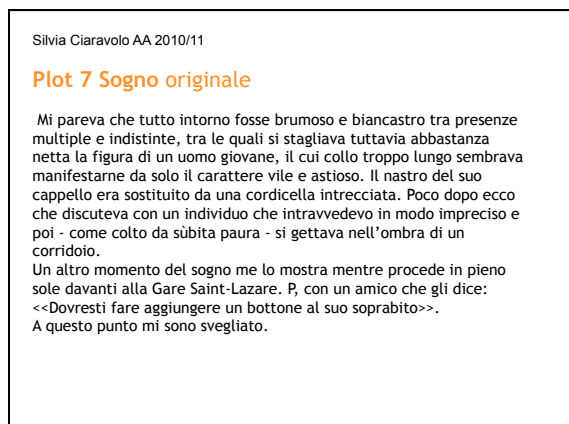 Silvia Ciaravolo AA 2010/11
Plot 7 Sogno originale
Mi pareva che tutto intorno fosse brumoso e biancastro tra presenze
multiple e indistinte, tra le quali si stagliava tuttavia abbastanza
netta la figura di un uomo giovane, il cui collo troppo lungo sembrava
manifestarne da solo il carattere vile e astioso. Il nastro del suo
cappello era sostituito da una cordicella intrecciata. Poco dopo ecco
che discuteva con un individuo che intravvedevo in modo impreciso e
poi - come colto da sùbita paura - si gettava nell’ombra di un
corridoio.
Un altro momento del sogno me lo mostra mentre procede in pieno
sole davanti alla Gare Saint-Lazare. P, con un amico che gli dice:
<<Dovresti fare aggiungere un bottone al suo soprabito>>.
A questo punto mi sono svegliato.